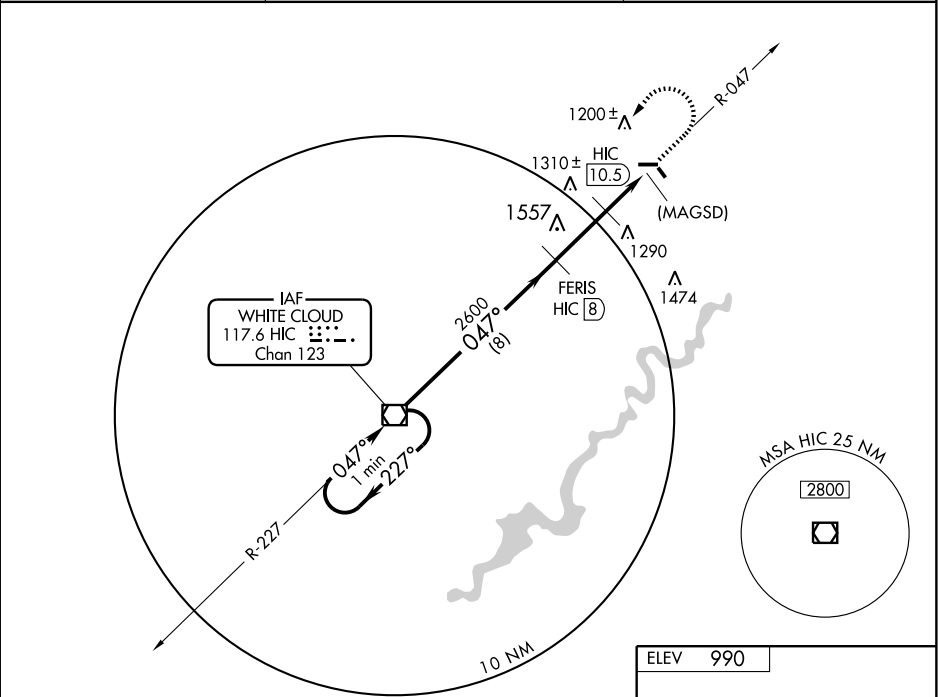 R-047
1200 ±
1310 ±
HIC
10.5
(MAGSD)
1557
1290
FERIS
HIC 8
1474
IAF
WHITE CLOUD
117.6 HIC
Chan 123
2600
047°
(8)
047°
1 min
227°
R-227
MSA HIC 25 NM
2800
10 NM
ELEV 990